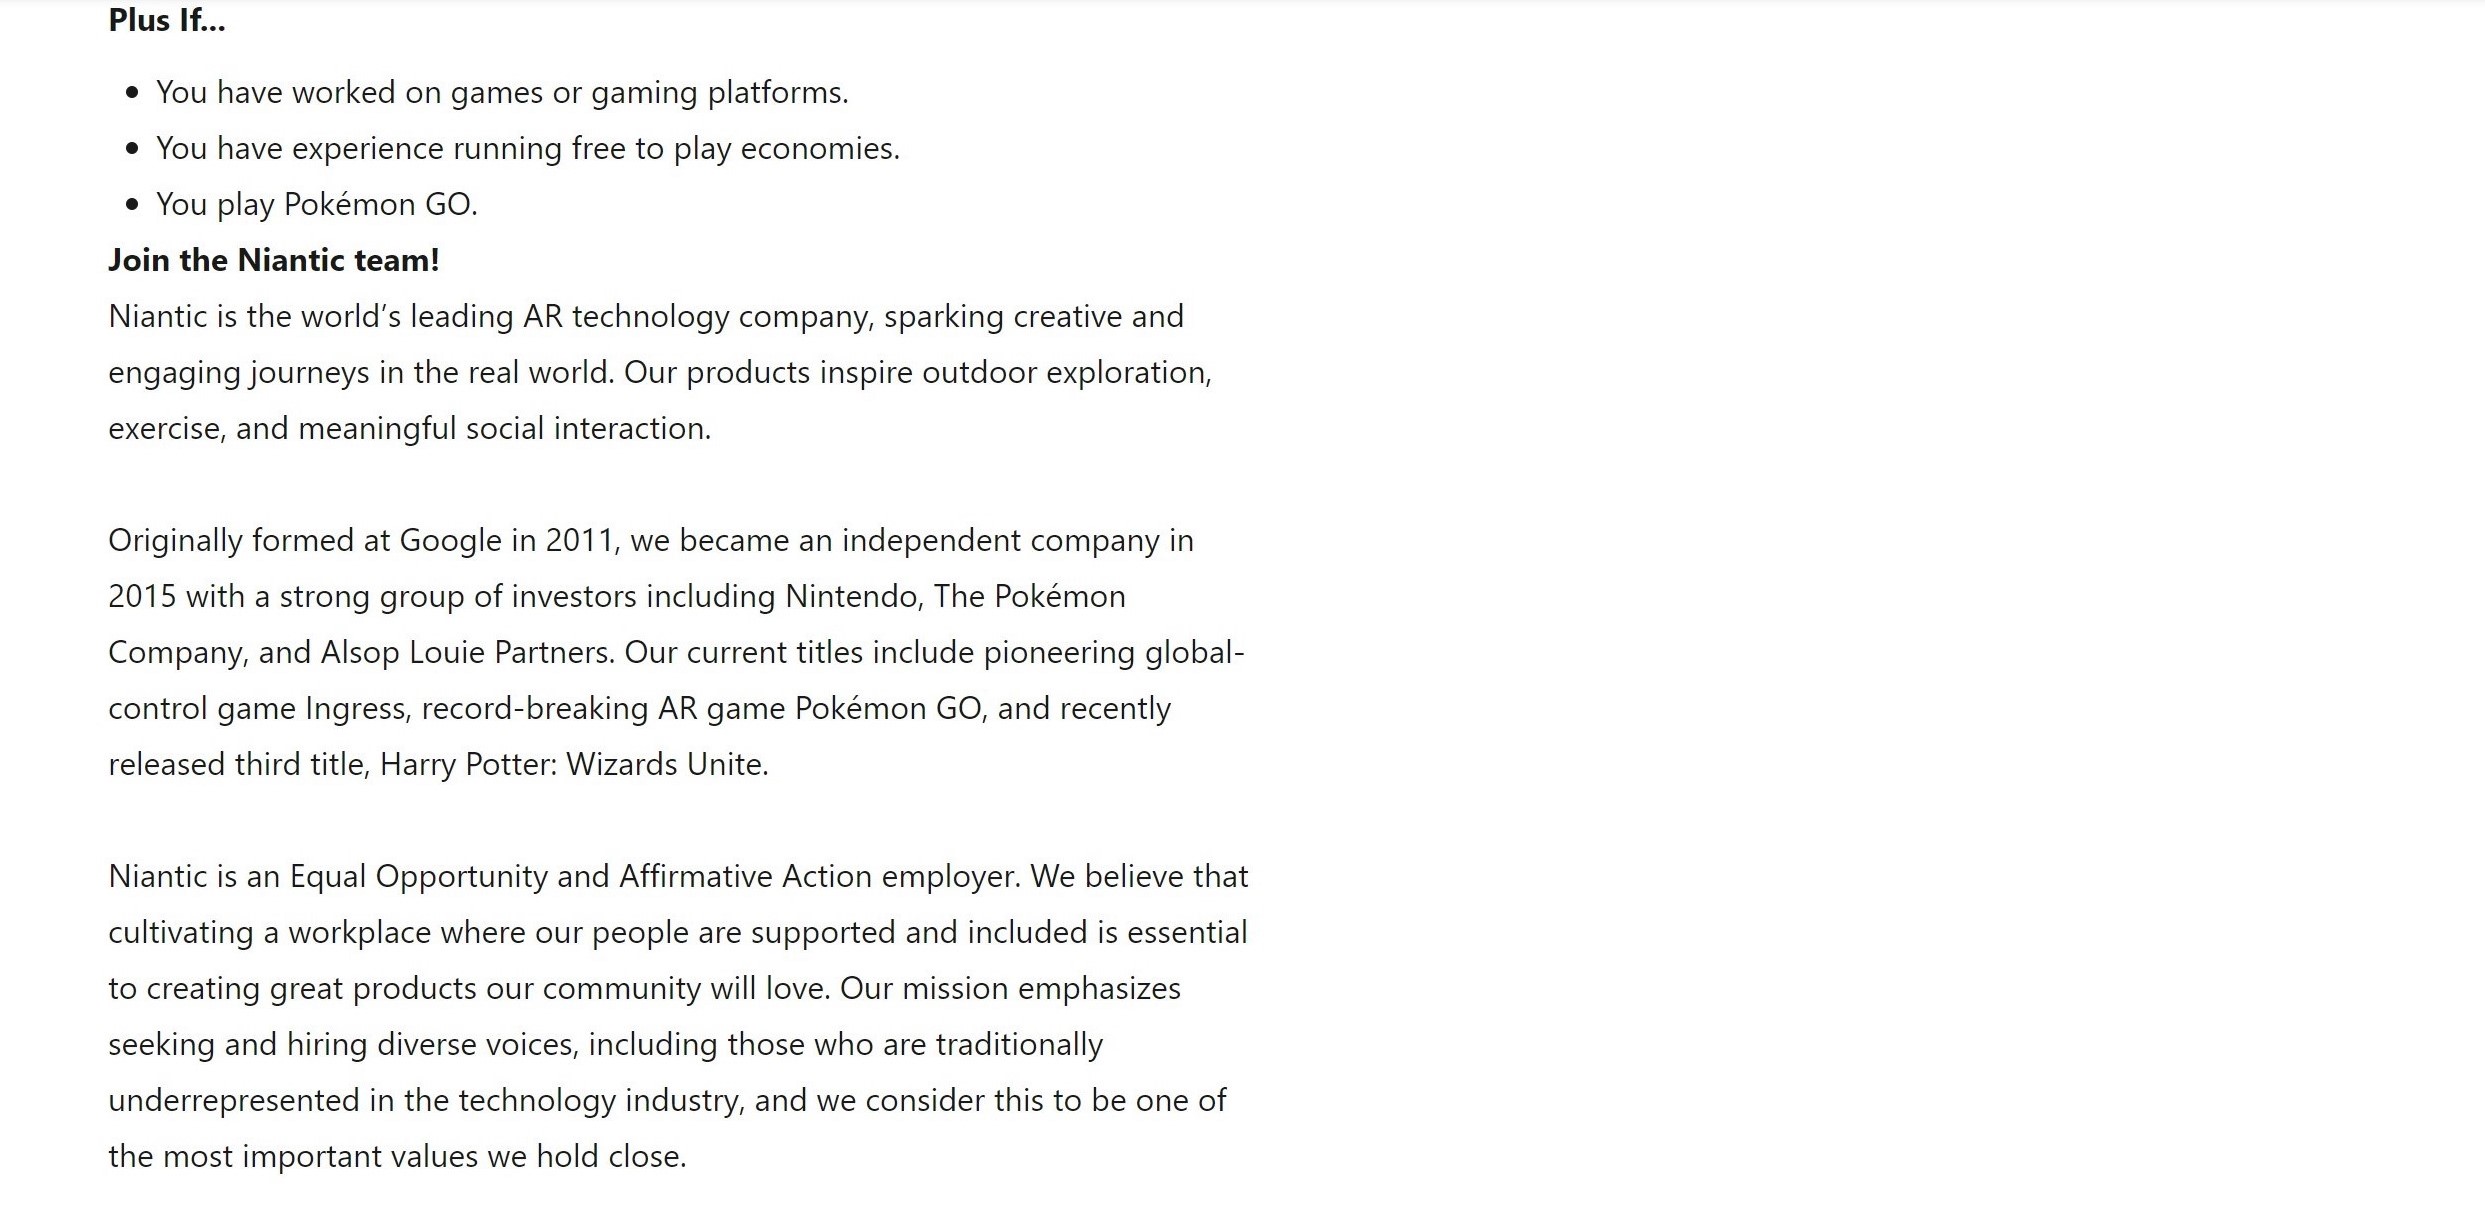 Plus If...
• You have worked on games or gaming platforms.
• You have experience running free to play economies.
• You play Pokémon GO.
Join the Niantic team!
Niantic is the world’s leading AR technology company, sparking creative and
engaging journeys in the real world. Our products inspire outdoor exploration,
exercise, and meaningful social interaction.
Originally formed at Google in 2011, we became an independent company in
2015 with a strong group of investors including Nintendo, The Pokémon
Company, and Alsop Louie Partners. Our current titles include pioneering global-
control game Ingress, record-breaking AR game Pokémon GO, and recently
released third title, Harry Potter: Wizards Unite.
Niantic is an Equal Opportunity and Affirmative Action employer. We believe that
cultivating a workplace where our people are supported and included is essential
to creating great products our community will love. Our mission emphasizes
seeking and hiring diverse voices, including those who are traditionally
underrepresented in the technology industry, and we consider this to be one of
the most important values we hold close.